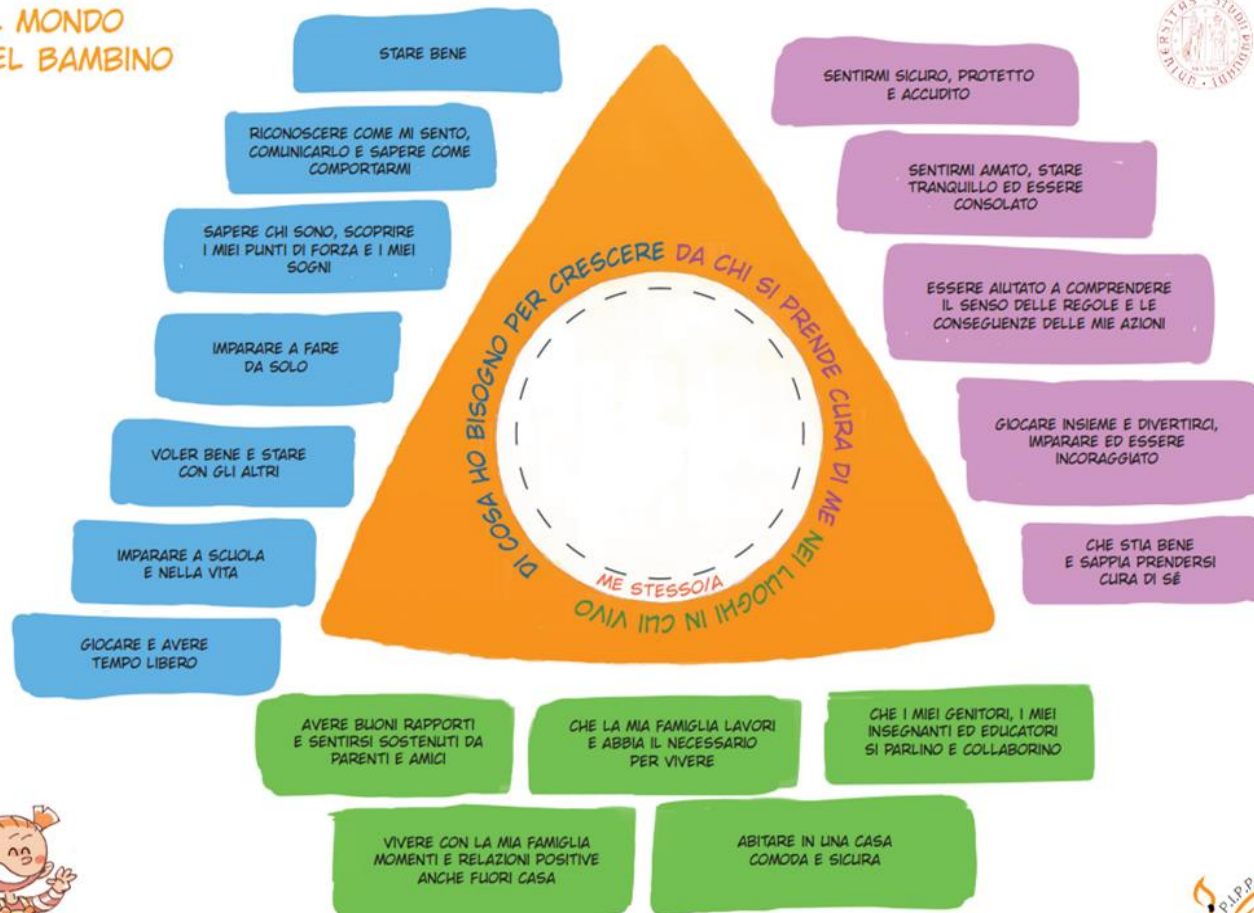 MONDO
EL BAMBINO
STARE BENE
RICONOSCERE COME MI SENTO,
COMUNICARLO E SAPERE COME
COMPORTARMI
SAPERE CHI SONO, SCOPRIRE
I MIEI PUNTI DI FORZA E I MIEI
SOGNI
IMPARARE A FARE
DA SOLO
VOLER BENE E STARE
CON GLI ALTRI
IMPARARE A SCUOLA
E NELLA VITA
GIOCARE E AVERE
TEMPO LIBERO
DI COSA HO BISOGNO PER CRESCERE
DA CHI SI PRENDE CURA DI ME
NEI LUOGHI IN CUI VIVO
ME STESSO/A
SENTIRMI SICURO, PROTETTO
E ACCUDITO
SENTIRMI AMATO, STARE
TRANQUILLO ED ESSERE
CONSOLATO
ESSERE AIUTATO A COMPRENDERE
IL SENSO DELLE REGOLE E LE
CONSEGUENZE DELLE MIE AZIONI
GIOCARE INSIEME E DIVERTIRCI,
IMPARARE ED ESSERE
INCORAGGIATO
CHE STIA BENE
E SAPPIA PRENDERSI
CURA DI SÉ
AVERE BUONI RAPPORTI
E SENTIRSI SOSTENUTI DA
PARENTI E AMICI
CHE LA MIA FAMIGLIA LAVORI
E ABBIA IL NECESSARIO
PER VIVERE
CHE I MIEI GENITORI, I MIEI
INSEGNANTI ED EDUCATORI
SI PARLINO E COLLABORINO
VIVERE CON LA MIA FAMIGLIA
MOMENTI E RELAZIONI POSITIVE
ANCHE FUORI CASA
ABITARE IN UNA CASA
COMODA E SICURA